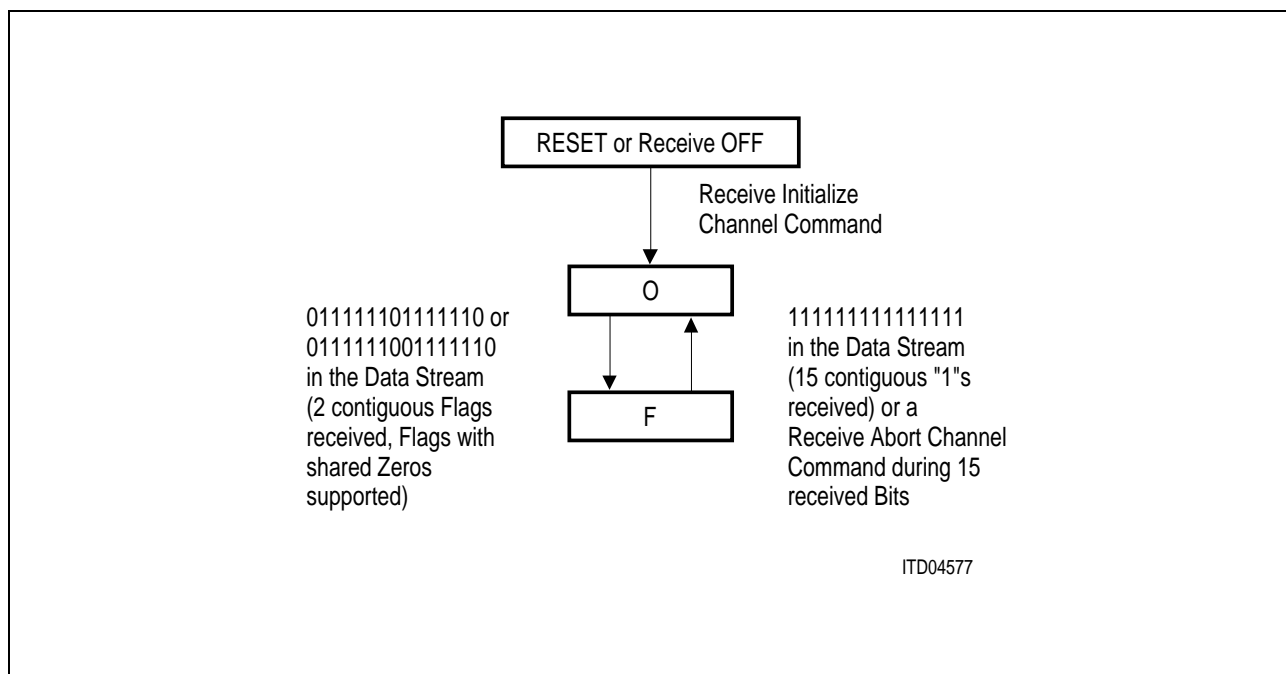 RESET or Receive OFF
Receive Initialize
Channel Command
O
011111101111110 or
0111111001111110
in the Data Stream
(2 contiguous Flags
received, Flags with
shared Zeros
supported)
F
111111111111111
in the Data Stream
(15 contiguous "1"s
received) or a
Receive Abort Channel
Command during 15
received Bits
ITD04577